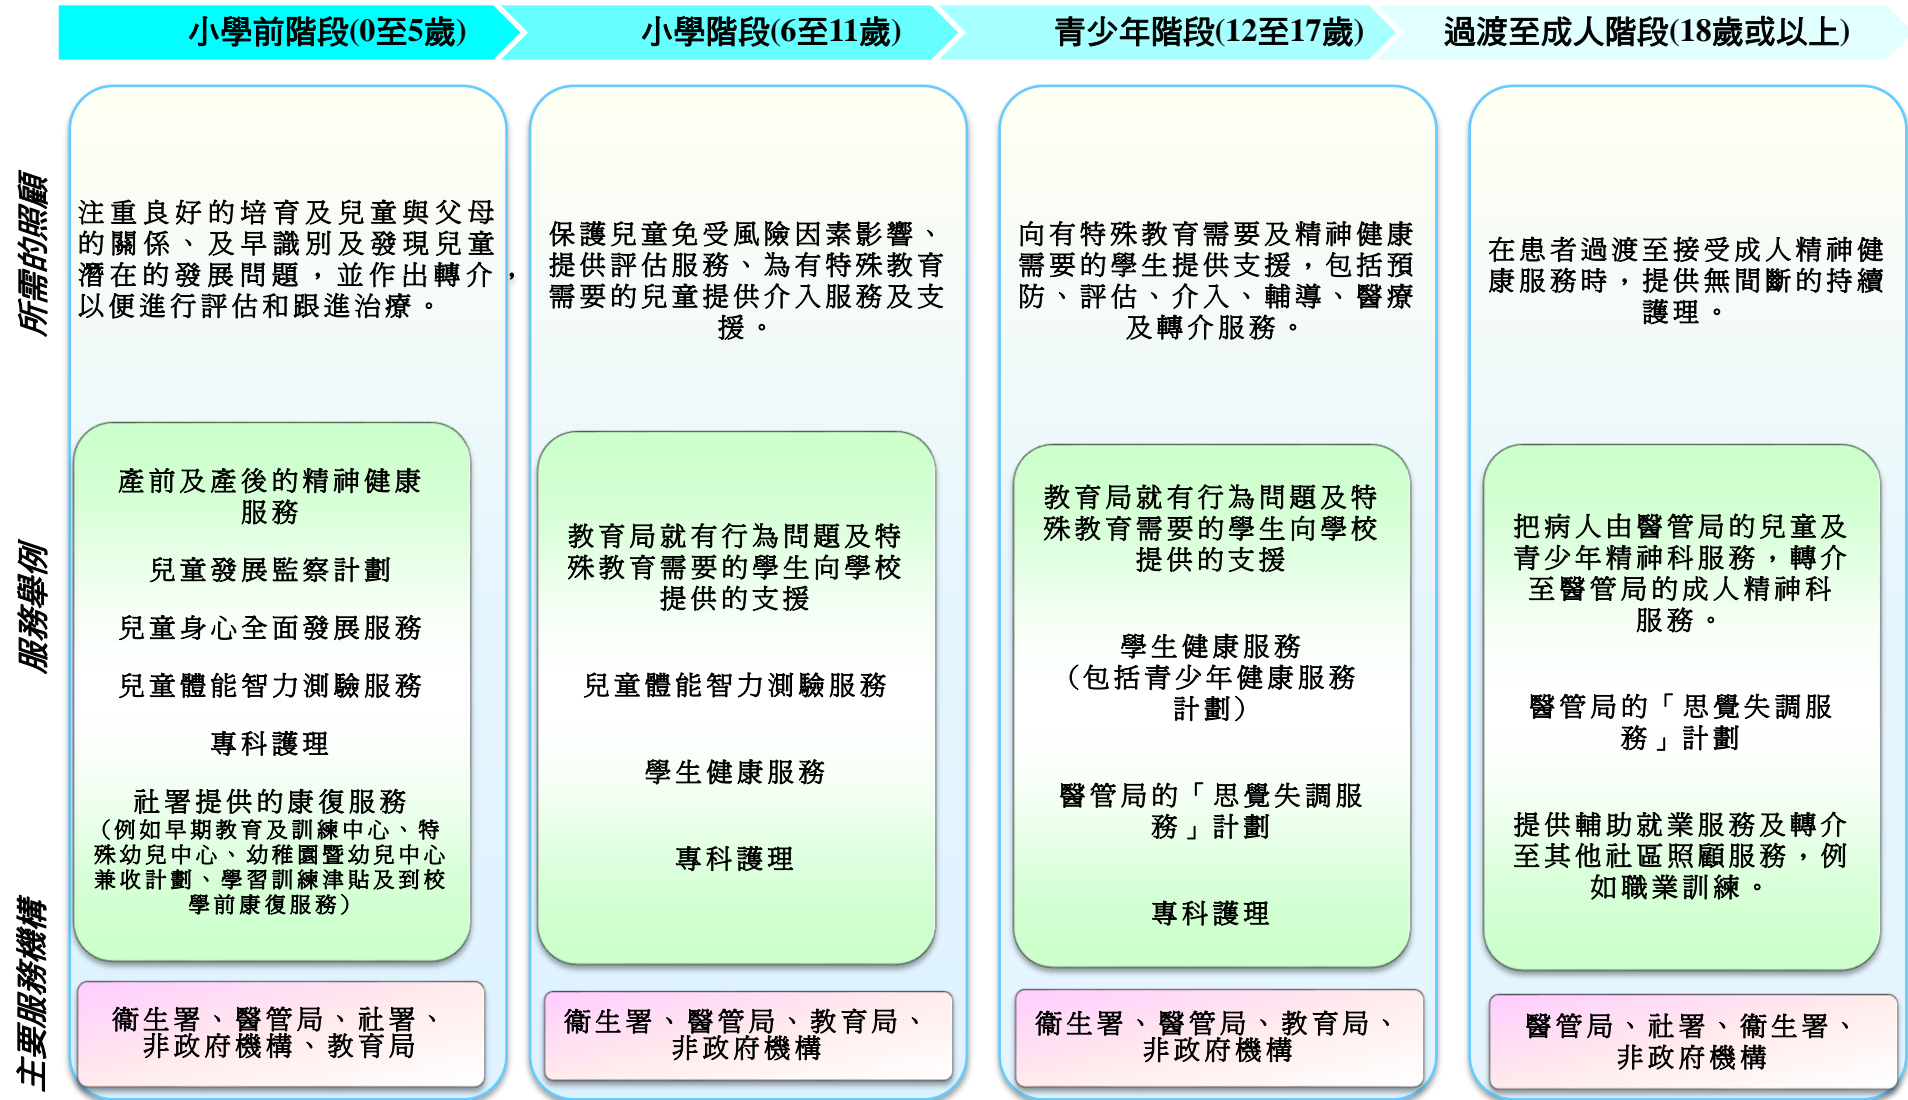 小學前階段(0至5歲)
小學階段(6至11歲)
青少年階段(12至17歲)
過渡至成人階段(18歲或以上)
所需的照顧
注重良好的培育及兒童與父母
的關係、及早識別及發現兒童
潛在的發展問題，並作出轉介，
以便進行評估和跟進治療。
保護兒童免受風險因素影響、
提供評估服務、為有特殊教育
需要的兒童提供介入服務及支
援。
向有特殊教育需要及精神健康
需要的學生提供支援，包括預
防、評估、介入、輔導、醫療
及轉介服務。
在患者過渡至接受成人精神健
康服務時，提供無間斷的持續
護理。
服務舉例
產前及產後的精神健康
服務
兒童發展監察計劃
兒童身心全面發展服務
兒童體能智力測驗服務
專科護理
社署提供的康復服務
（例如早期教育及訓練中心、特
殊幼兒中心、幼稚園暨幼兒中心
兼收計劃、學習訓練津貼及到校
學前康復服務）
教育局就有行為問題及特
殊教育需要的學生向學校
提供的支援
兒童體能智力測驗服務
學生健康服務
專科護理
教育局就有行為問題及特
殊教育需要的學生向學校
提供的支援
學生健康服務
（包括青少年健康服務
計劃）
醫管局的「思覺失調服
務」計劃
專科護理
把病人由醫管局的兒童及
青少年精神科服務，轉介
至醫管局的成人精神科
服務。
醫管局的「思覺失調服
務」計劃
提供輔助就業服務及轉介
至其他社區照顧服務，例
如職業訓練。
主要服務機構
衞生署、醫管局、社署、
非政府機構、教育局
衞生署、醫管局、教育局、
非政府機構
衞生署、醫管局、教育局、
非政府機構
醫管局、社署、衞生署、
非政府機構